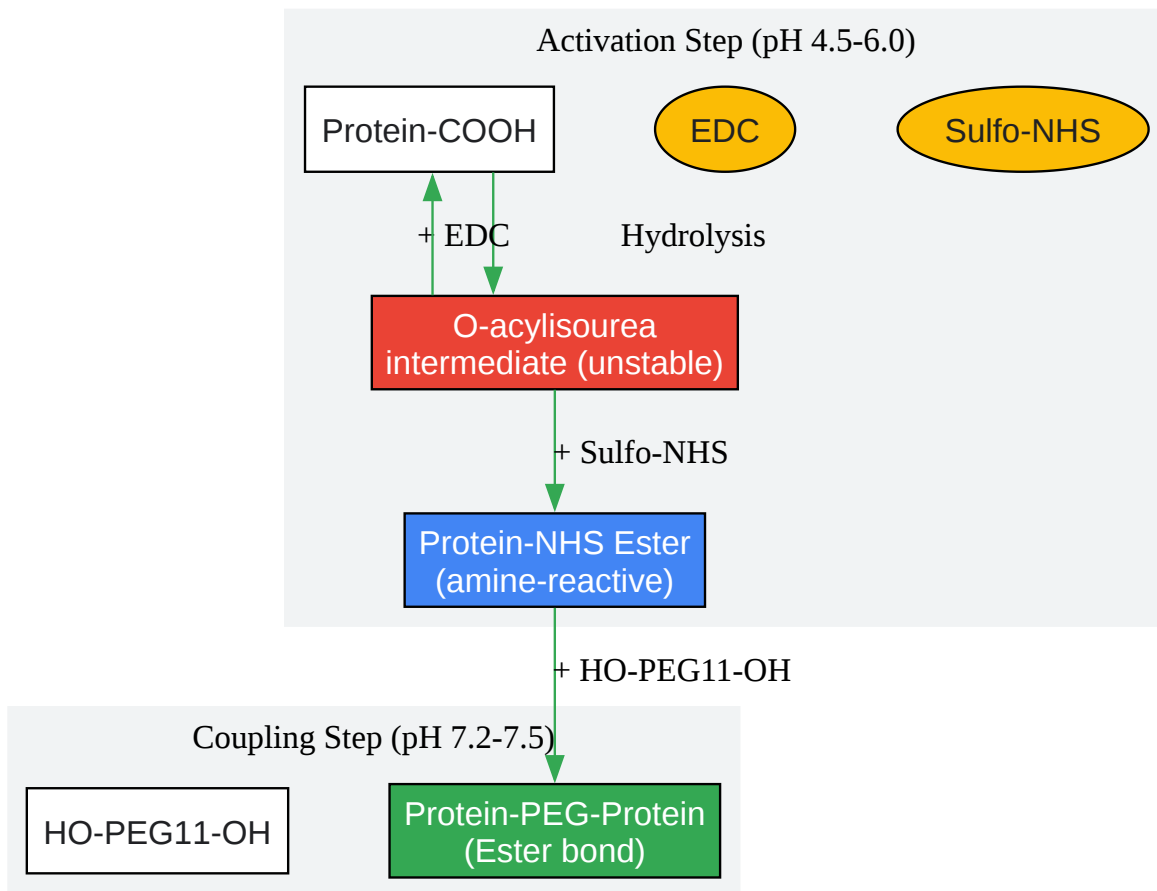 Activation Step (pH 4.5-6.0)
Protein-COOH
EDC
Sulfo-NHS
+ EDC
Hydrolysis
O-acylisourea
intermediate (unstable)
+ Sulfo-NHS
Protein-NHS Ester
(amine-reactive)
+ HO-PEG11-OH
Coupling Step (pH 7.2-7.5)
HO-PEG11-OH
Protein-PEG-Protein
(Ester bond)